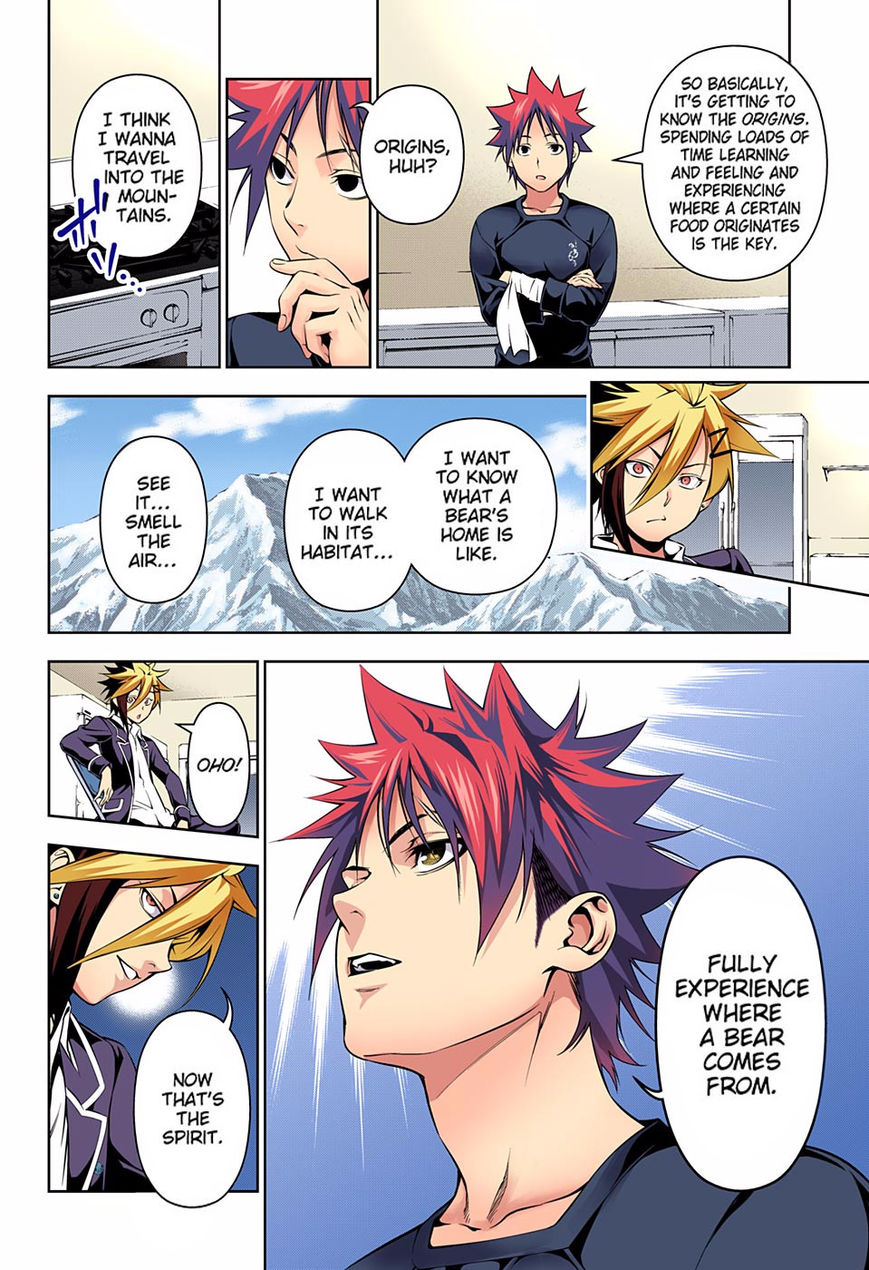 SO BASICALLY,
IT'S GETTING TO
KNOW THE ORIGINS.
SPENDING LOADS OF
TIME LEARNING
AND FEELING AND
EXPERIENCING
WHERE A CERTAIN
FOOD ORIGINATES
IS THE KEY.
ORIGINS,
HUH?
I THINK
I WANNA
TRAVEL
INTO THE
MOUN-
TAINS.
I WANT
TO KNOW
WHAT A
BEAR'S
HOME IS
LIKE.
I WANT
TO WALK
IN ITS
HABITAT...
SEE
IT...
SMELL
THE
AIR...
FULLY
EXPERIENCE
WHERE
A BEAR
COMES
FROM.
OHO!
NOW
THAT'S
THE
SPIRIT.